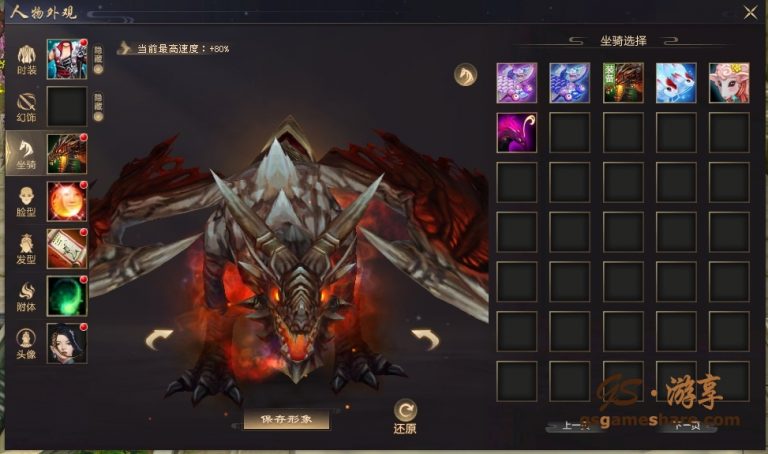 人物外观
时装
隐藏
幻饰
隐藏
坐骑
脸型
发型
附体
头像
当前最高速度：+80%
保存形象
还原
坐骑选择
装备
GS·游享
gsgameshare.com
上一页
下一页